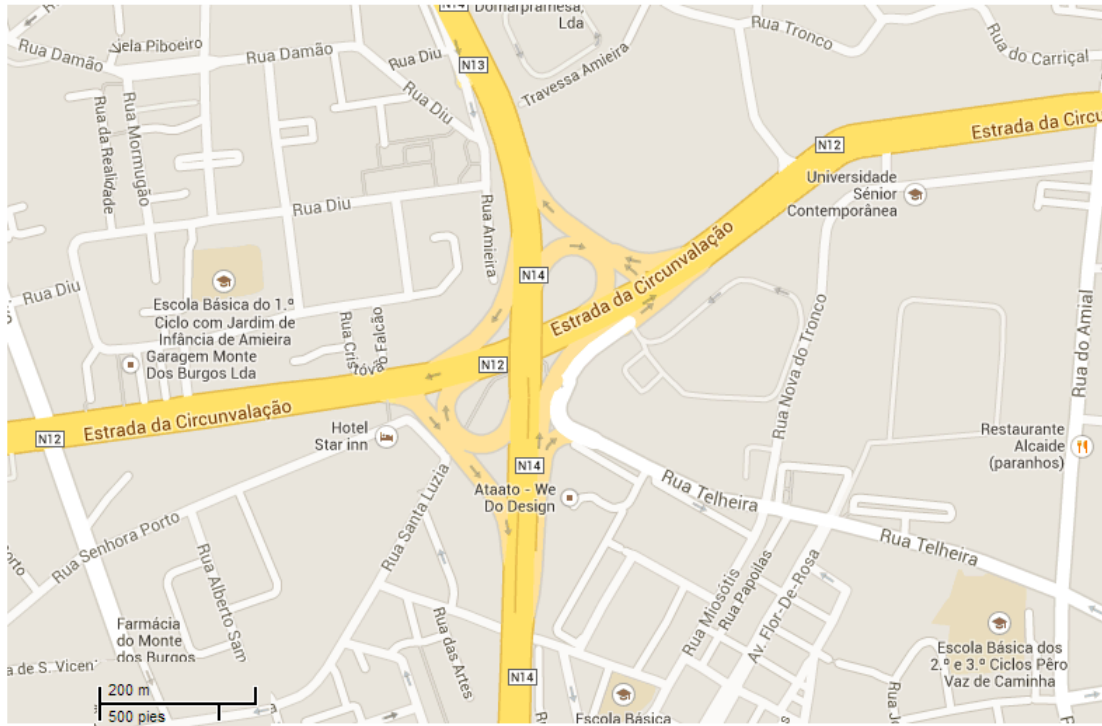 N14
Domarpramesa,
Lda
Rua Tronco
Rua do Carriçal
Vela Piboeiro
Rua Damão
Rua Damão
Rua Diu
N13
Travessa Amieira
Rua Diu
Rua da Realidade
Rua Mormugão
N12
Estrada da Circu
Universidade
Sénior
Contemporânea
Rua Diu
Rua Amieira
Estrada da Circunvalação
N14
Rua Diu
Escola Básica do 1.º
Ciclo com Jardim de
Infância de Amieira
Garagem Monte
Dos Burgos Lda
Rua Cris
tóvão Falcão
N12
Rua Nova do Tronco
Rua do Amial
Estrada da Circunvalação
N12
Hotel
Star inn
Restaurante
Alcaide
(paranhos)
N14
Ataato - We
Do Design
Rua Telheira
Rua Telheira
Rua Santa Luzia
Rua Senhora Porto
Porto
Rua Alberto Sam
Rua das Artes
Rua Miosótis
Rua Papoilas
Av. Flor-De-Rosa
Farmácia
do Monte
dos Burgos
a de S. Vicen
Escola Básica dos
2.º e 3.º Ciclos Pêro
Vaz de Caminha
N14
200 m
500 pies
Escola Básica
Rua J